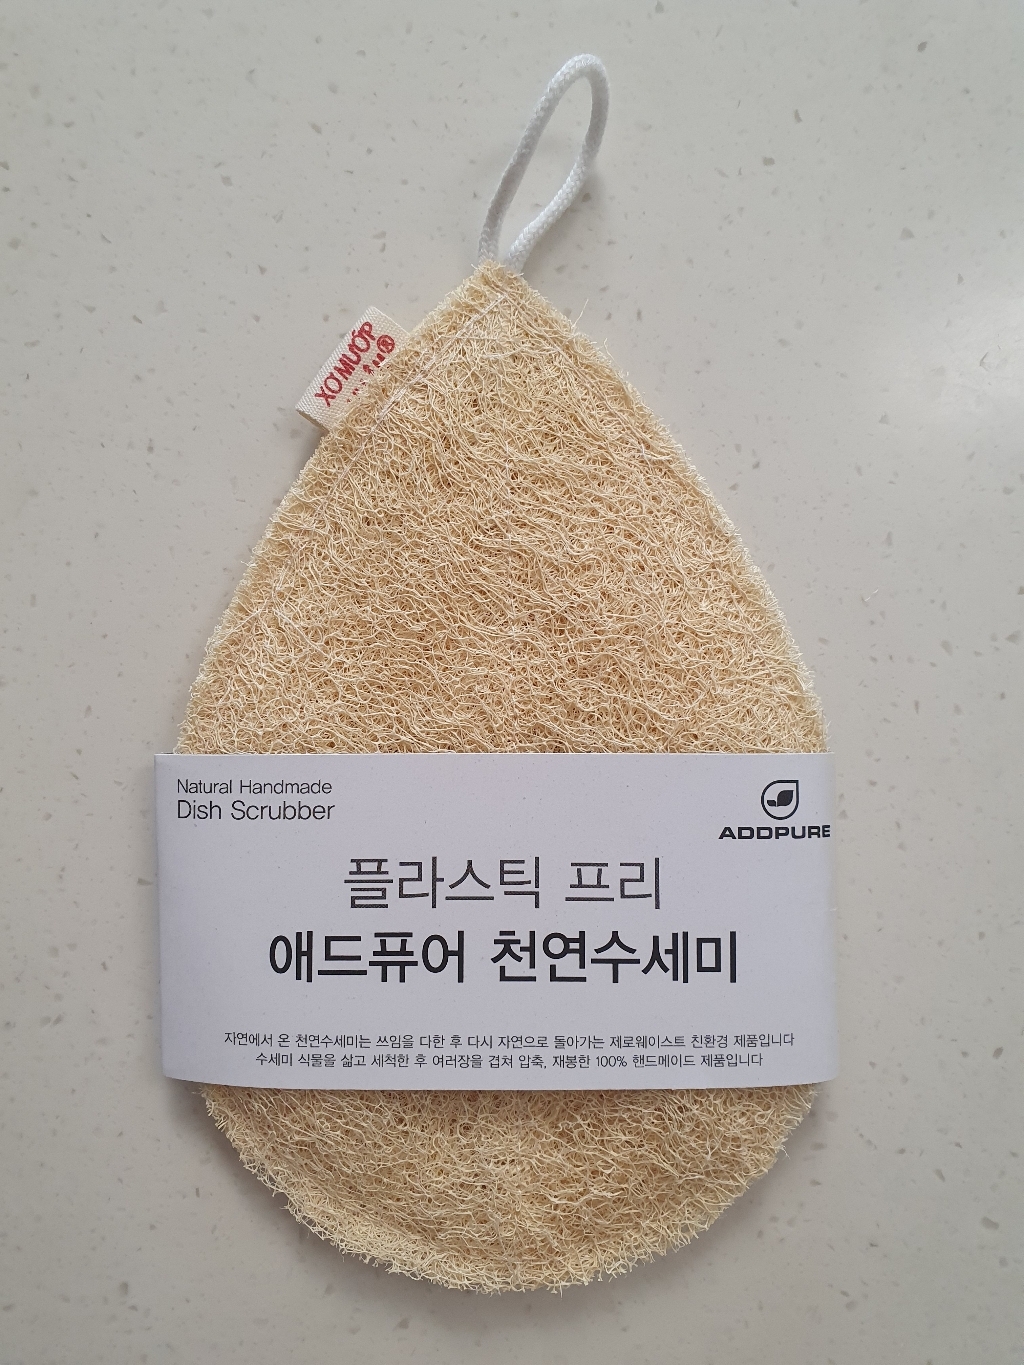 XƠ MƯỚP
Natural Handmade
Dish Scrubber
ADDPURE
플라스틱 프리
애드퓨어 천연수세미
자연에서 온 천연수세미는 쓰임을 다한 후 다시 자연으로 돌아가는 제로웨이스트 친환경 제품입니다
수세미 식물을 삶고 세척한 후 여러장을 겹쳐 압축, 재봉한 100% 핸드메이드 제품입니다